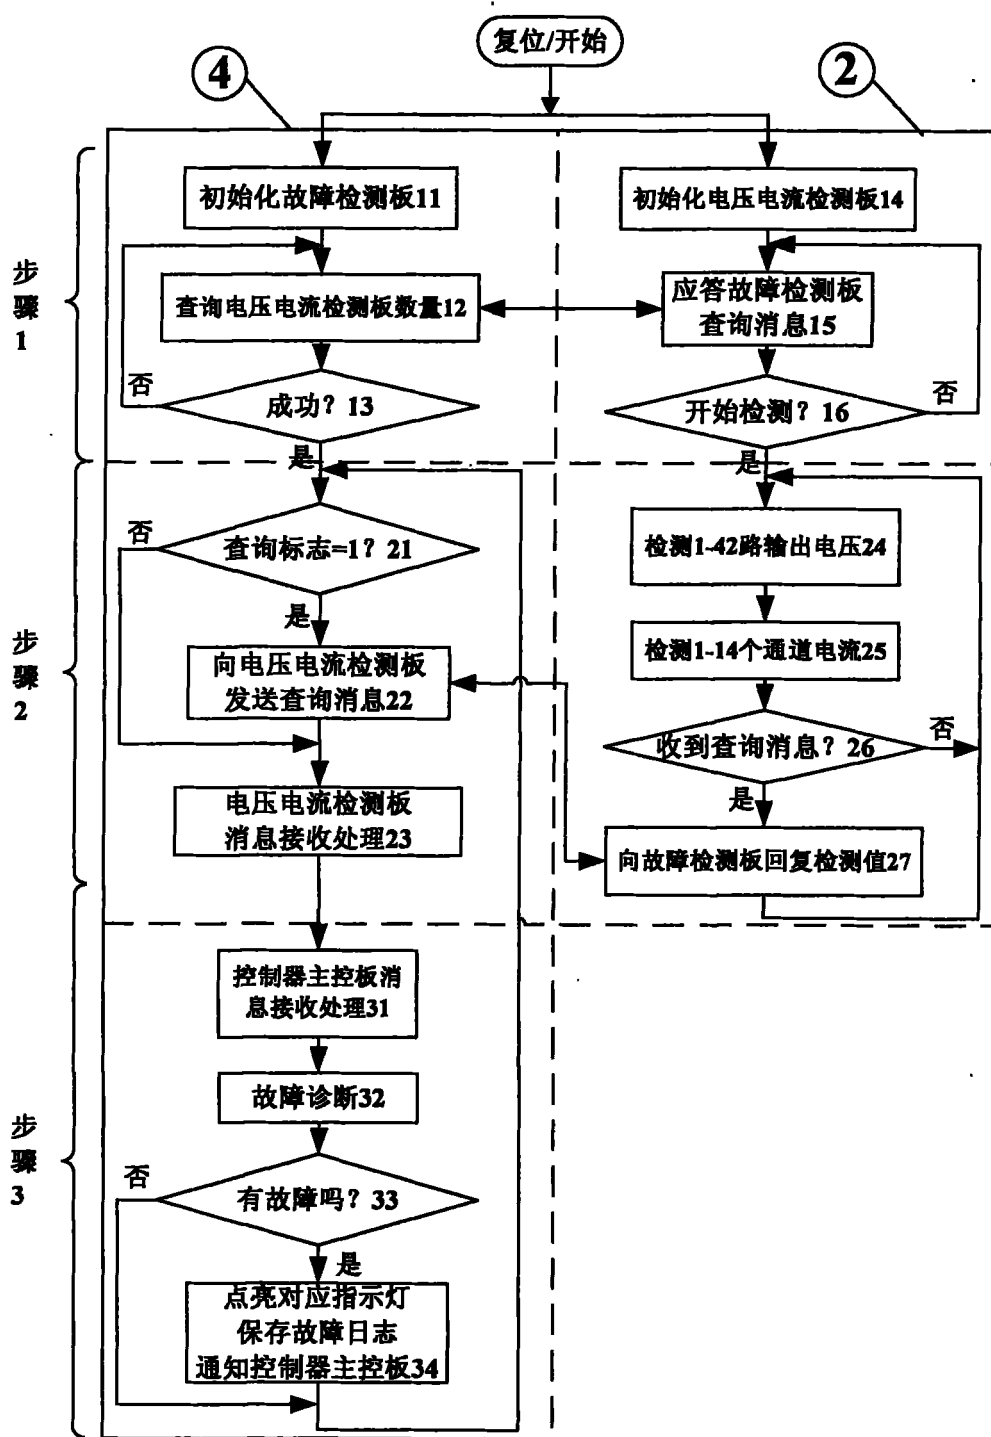 复位/开始
4
2
步骤1
初始化故障检测板11
初始化电压电流检测板14
查询电压电流检测板数量12
应答故障检测板
查询消息15
否
成功？13
开始检测？16
否
是
是
步骤2
否
查询标志=1？21
检测1-42路输出电压24
是
向电压电流检测板
发送查询消息22
检测1-14个通道电流25
收到查询消息？26
否
电压电流检测板
消息接收处理23
是
向故障检测板回复检测值27
步骤3
控制器主控板消
息接收处理31
故障诊断32
否
有故障吗？33
是
点亮对应指示灯
保存故障日志
通知控制器主控板34